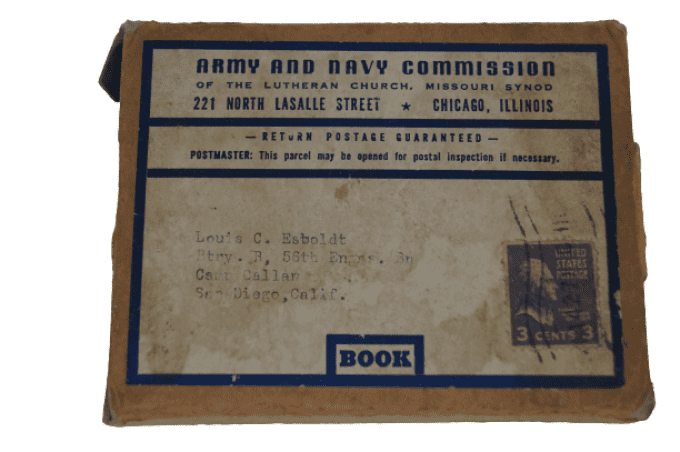 ARMY AND NAVY COMMISSION
OF THE LUTHERAN CHURCH, MISSOURI SYNOD
221 NORTH LASALLE STREET ★ CHICAGO, ILLINOIS
— RETURN POSTAGE GUARANTEED —
POSTMASTER: This parcel may be opened for postal inspection if necessary.
Louis C. Esboldt
Btry. B, 56th Bn
Camp Callan
San Diego, Calif.
UNITED
STATES
POSTAGE
3 CENTS 3
BOOK